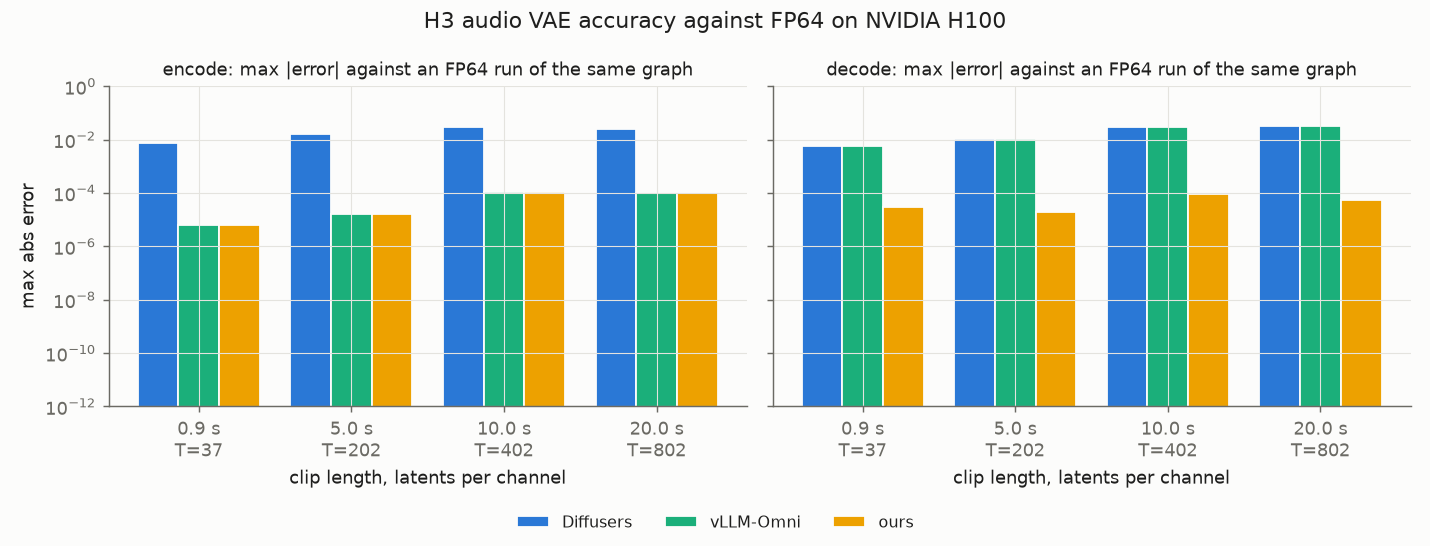 H3 audio VAE accuracy against FP64 on NVIDIA H100
encode: max |error| against an FP64 run of the same graph
decode: max |error| against an FP64 run of the same graph
max abs error
10⁰
10⁻²
10⁻⁴
10⁻⁶
10⁻⁸
10⁻¹⁰
10⁻¹²
0.9 s 5.0 s 10.0 s 20.0 s
T=37 T=202 T=402 T=802
clip length, latents per channel
0.9 s 5.0 s 10.0 s 20.0 s
T=37 T=202 T=402 T=802
clip length, latents per channel
Diffusers vLLM-Omni ours